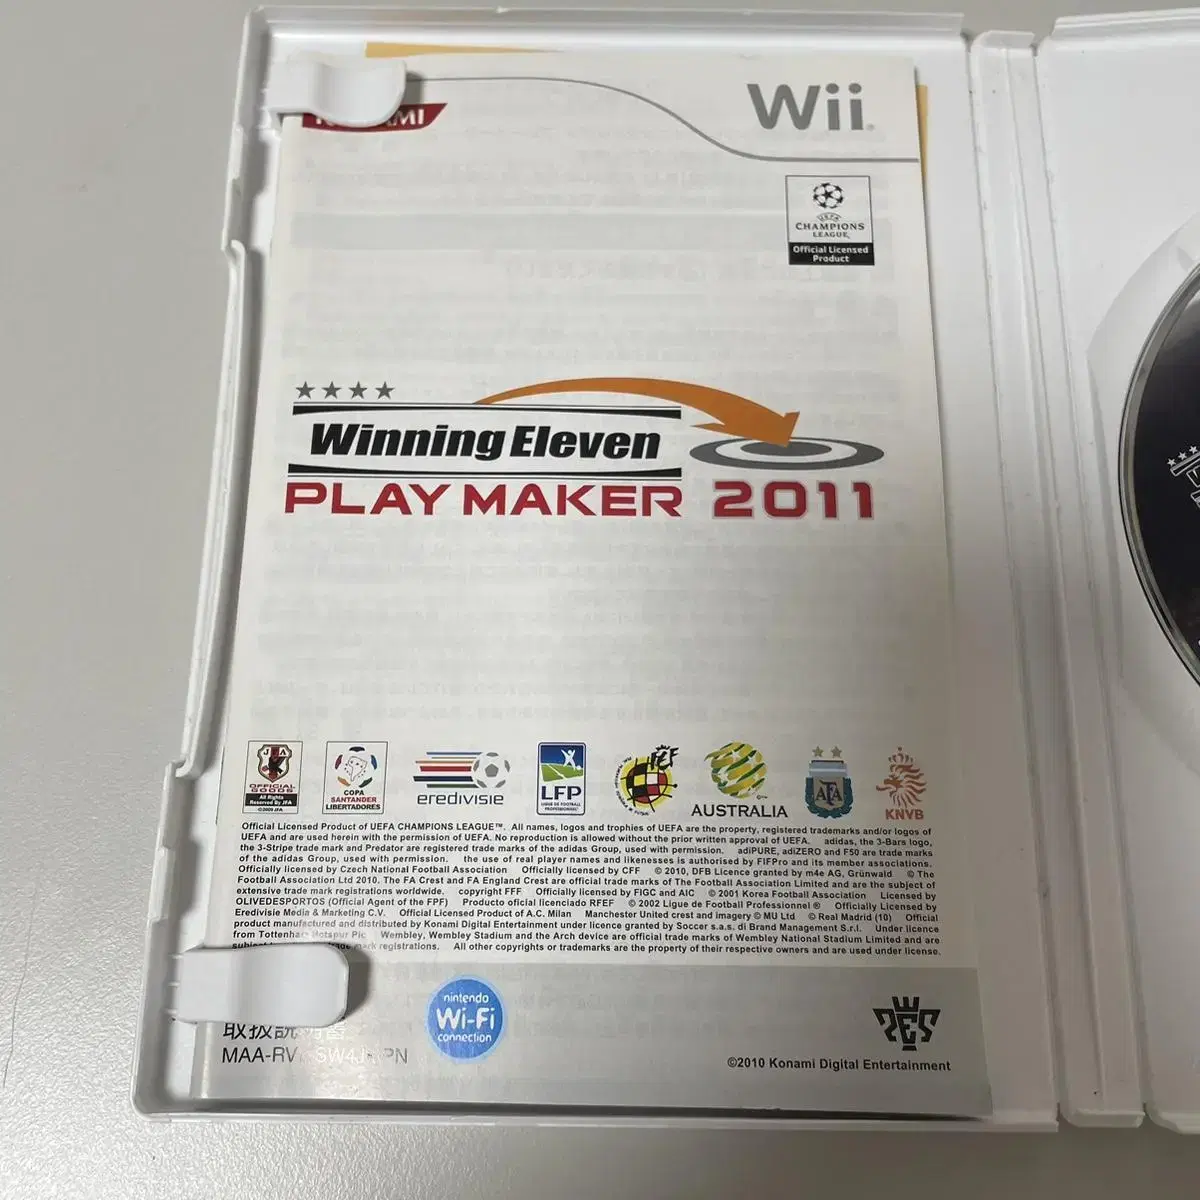 Wii
UEFA
CHAMPIONS
LEAGUE
Official Licensed
Product
Winning Eleven
PLAY MAKER 2011
JFA
OFFICIAL
GOODS
All Rights
Reserved By JFA
©2009 JFA
COPA
SANTANDER
LIBERTADORES
eredivisie
LFP
LIGUE DE FOOTBALL
PROFESSIONNEL
AUSTRALIA
AFA
KNVB
Official Licensed Product of UEFA CHAMPIONS LEAGUE™. All names, logos and trophies of UEFA are the property, registered trademarks and/or logos of
UEFA and are used herein with the permission of UEFA. No reproduction is allowed without the prior written approval of UEFA. adidas, the 3-Bars logo,
the 3-Stripe trade mark and Predator are registered trade marks of the adidas Group, used with permission. adiPURE, adiZERO and F50 are trade marks
of the adidas Group, used with permission. the use of real player names and likenesses is authorised by FIFPro and its member associations.
Officially licensed by Czech National Football Association Officially licensed by CFF © 2010, DFB Licence granted by m4e AG, Grünwald © The
Football Association Ltd 2010. The FA Crest and FA England Crest are official trade marks of The Football Association Limited and are the subject of
extensive trade mark registrations worldwide. copyright FFF Officially licensed by FIGC and AIC © 2001 Korea Football Association Licensed by
OLIVEDESPORTOS (Official Agent of the FPF) Producto oficial licenciado RFEF © 2002 Ligue de Football Professionnel ® Officially Licensed by
Eredivisie Media & Marketing C.V. Official Licensed Product of A.C. Milan Manchester United crest and imagery © MU Ltd © Real Madrid (10) Official
product manufactured and distributed by Konami Digital Entertainment under licence granted by Soccer s.a.s. di Brand Management S.r.l. Under licence
from Tottenham Hotspur Plc Wembley, Wembley Stadium and the Arch device are official trade marks of Wembley National Stadium Limited and are
trade mark registrations. All other copyrights or trademarks are the property of their respective owners and are used under license.
nintendo
Wi-Fi
connection
PES
©2010 Konami Digital Entertainment